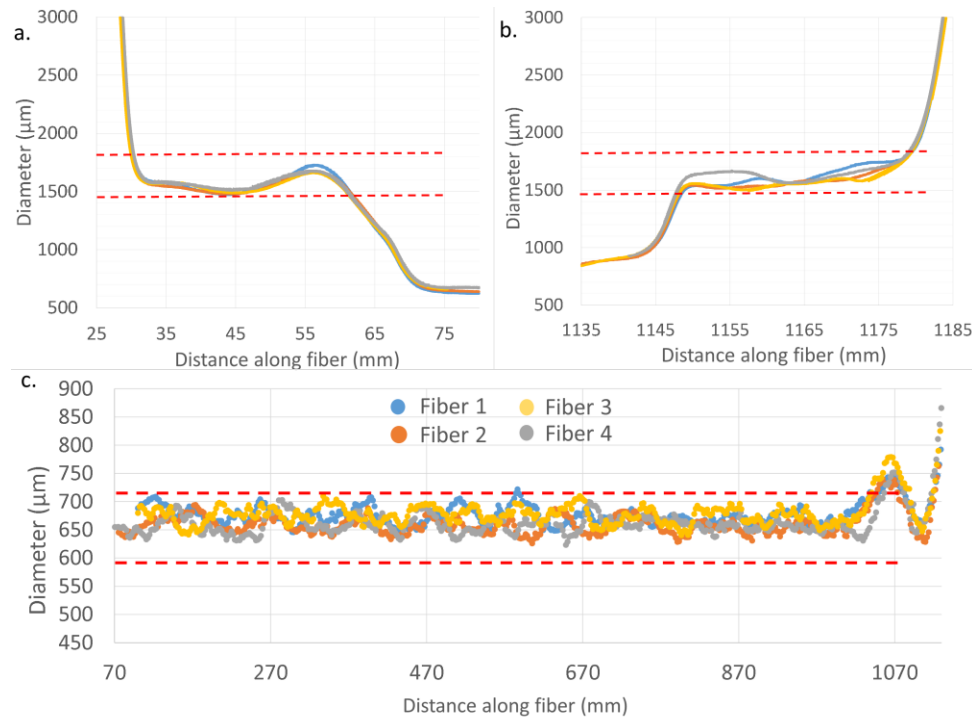 a.
3000
2500
2000
1500
1000
500
Diameter (µm)
25 35 45 55 65 75
Distance along fiber (mm)
b.
3000
2500
2000
1500
1000
500
Diameter (µm)
1135 1145 1155 1165 1175 1185
Distance along fiber (mm)
c.
900
850
800
750
700
650
600
550
500
450
Diameter (µm)
Fiber 1 Fiber 3
Fiber 2 Fiber 4
70 270 470 670 870 1070
Distance along fiber (mm)